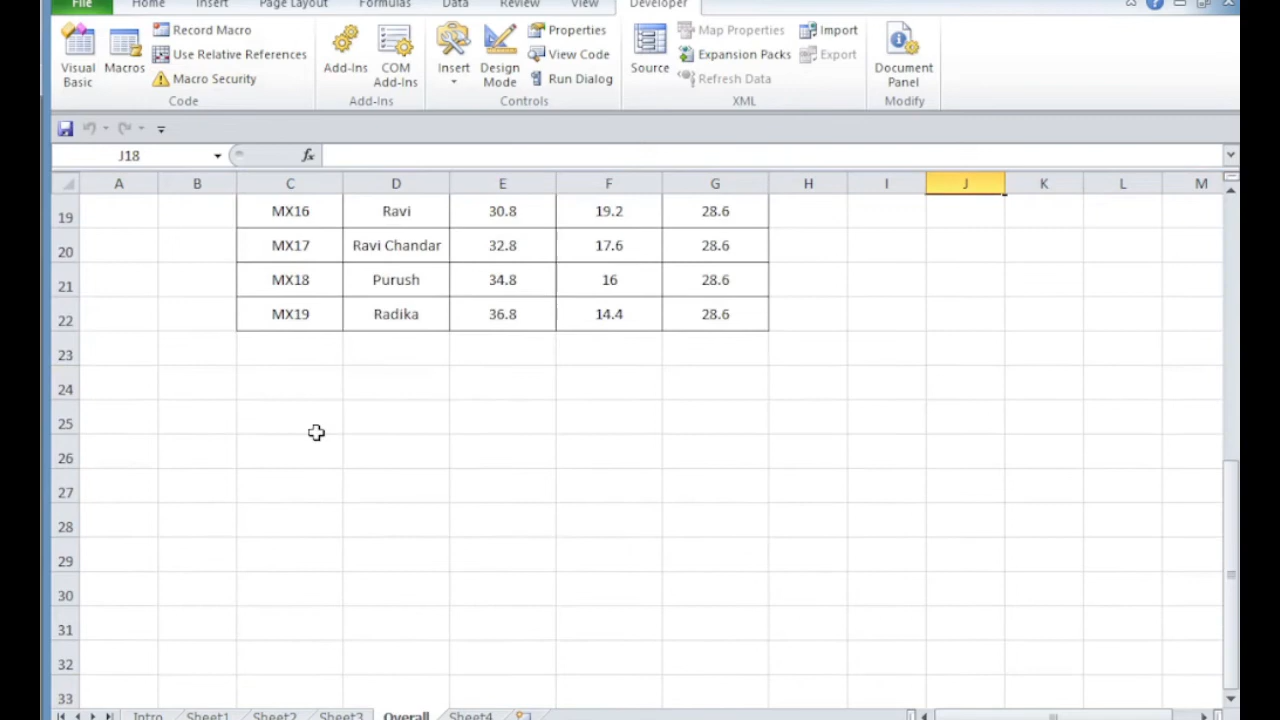 File Home Insert Page Layout Formulas Data Review View Developer
Visual Basic
Macros
Record Macro
Use Relative References
Macro Security
Code
Add-Ins
COM Add-Ins
Add-Ins
Insert
Design Mode
Properties
View Code
Run Dialog
Controls
Source
Map Properties
Expansion Packs
Refresh Data
Import
Export
XML
Document Panel
Modify
J18 fx
A B C D E F G H I J K L M
19 MX16 Ravi 30.8 19.2 28.6
20 MX17 Ravi Chandar 32.8 17.6 28.6
21 MX18 Purush 34.8 16 28.6
22 MX19 Radika 36.8 14.4 28.6
23
24
25
26
27
28
29
30
31
32
33
Intro Sheet1 Sheet2 Sheet3 Overall Sheet4